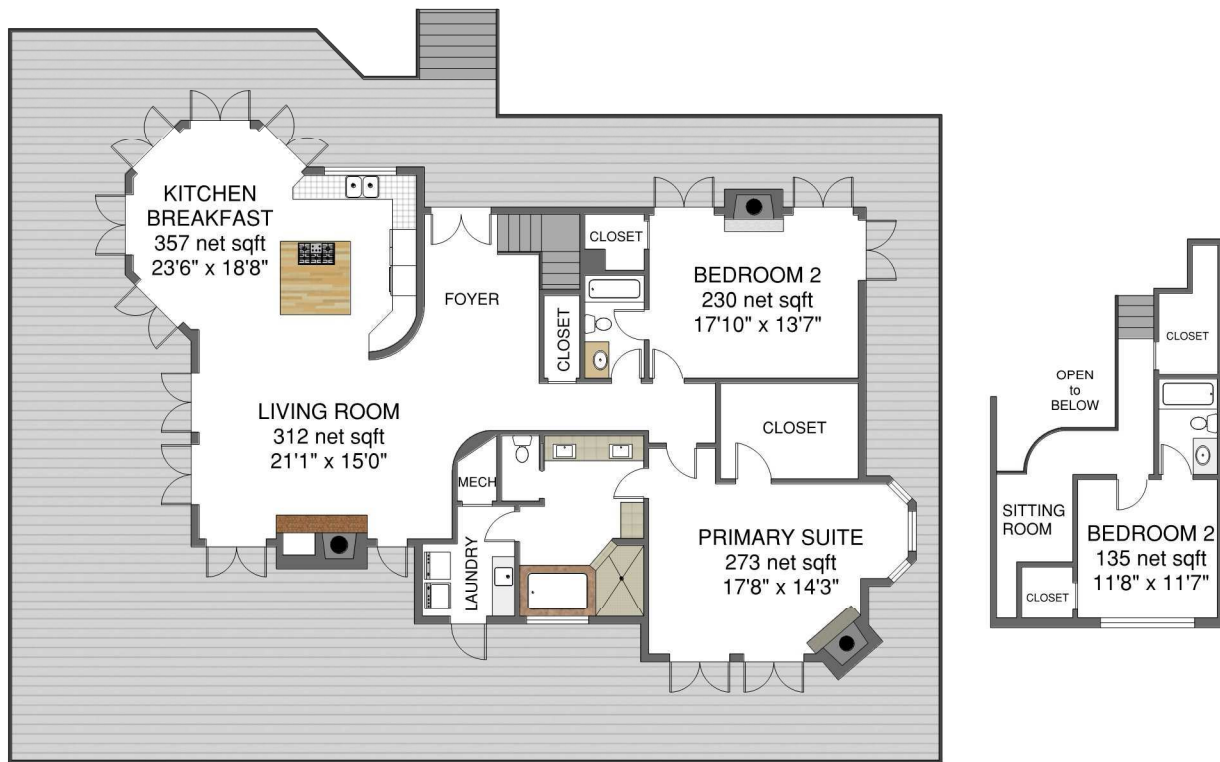 KITCHEN
BREAKFAST
357 net sqft
23'6" x 18'8"
FOYER
CLOSET
CLOSET
BEDROOM 2
230 net sqft
17'10" x 13'7"
LIVING ROOM
312 net sqft
21'1" x 15'0"
CLOSET
MECH
LAUNDRY
PRIMARY SUITE
273 net sqft
17'8" x 14'3"
CLOSET
OPEN
to
BELOW
SITTING
ROOM
BEDROOM 2
135 net sqft
11'8" x 11'7"
CLOSET